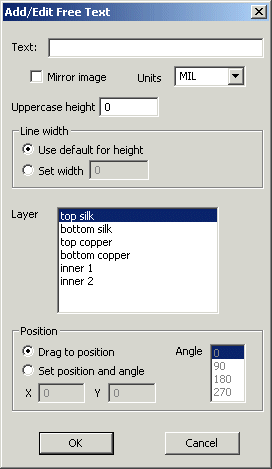 Add/Edit Free Text
Text:
Mirror image Units MIL
Uppercase height 0
Line width
Use default for height
Set width 0
Layer
top silk
bottom silk
top copper
bottom copper
inner 1
inner 2
Position
Drag to position Angle 0
90
Set position and angle 180
X 0 Y 0 270
OK Cancel